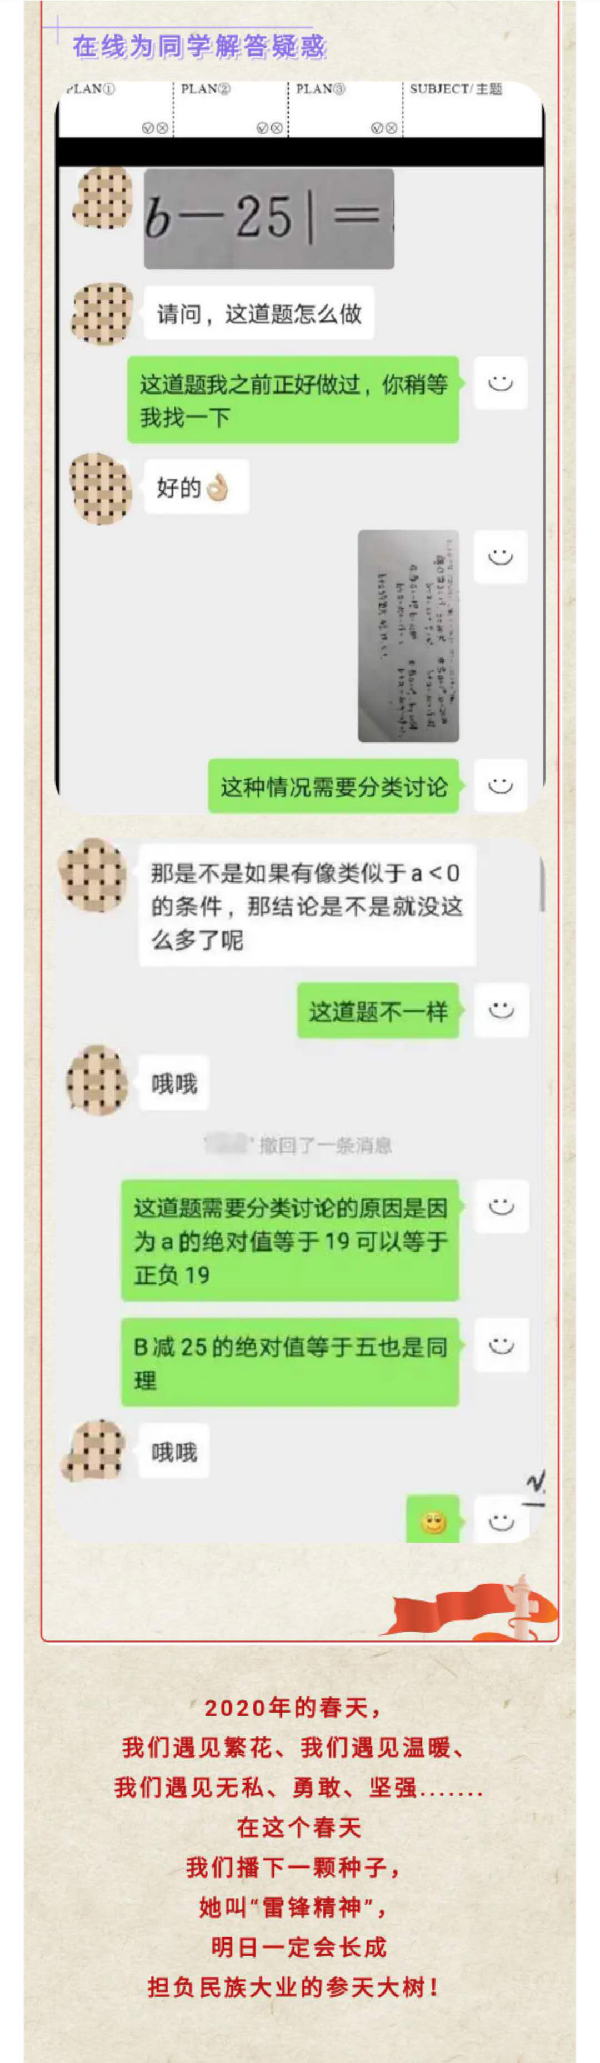 在线为同学解答疑惑
PLAN① PLAN② PLAN③ SUBJECT/主题
b－25|＝
请问，这道题怎么做
这道题我之前正好做过，你稍等
我找一下
好的👌🏻
这种情况需要分类讨论
那是不是如果有像类似于a<0
的条件，那结论是不是就没这
么多了呢
这道题不一样
哦哦
撤回了一条消息
这道题需要分类讨论的原因是因
为a的绝对值等于19可以等于
正负19
B减25的绝对值等于五也是同
理
哦哦
2020年的春天，
我们遇见繁花、我们遇见温暖、
我们遇见无私、勇敢、坚强.......
在这个春天
我们播下一颗种子，
她叫“雷锋精神”，
明日一定会长成
担负民族大业的参天大树！